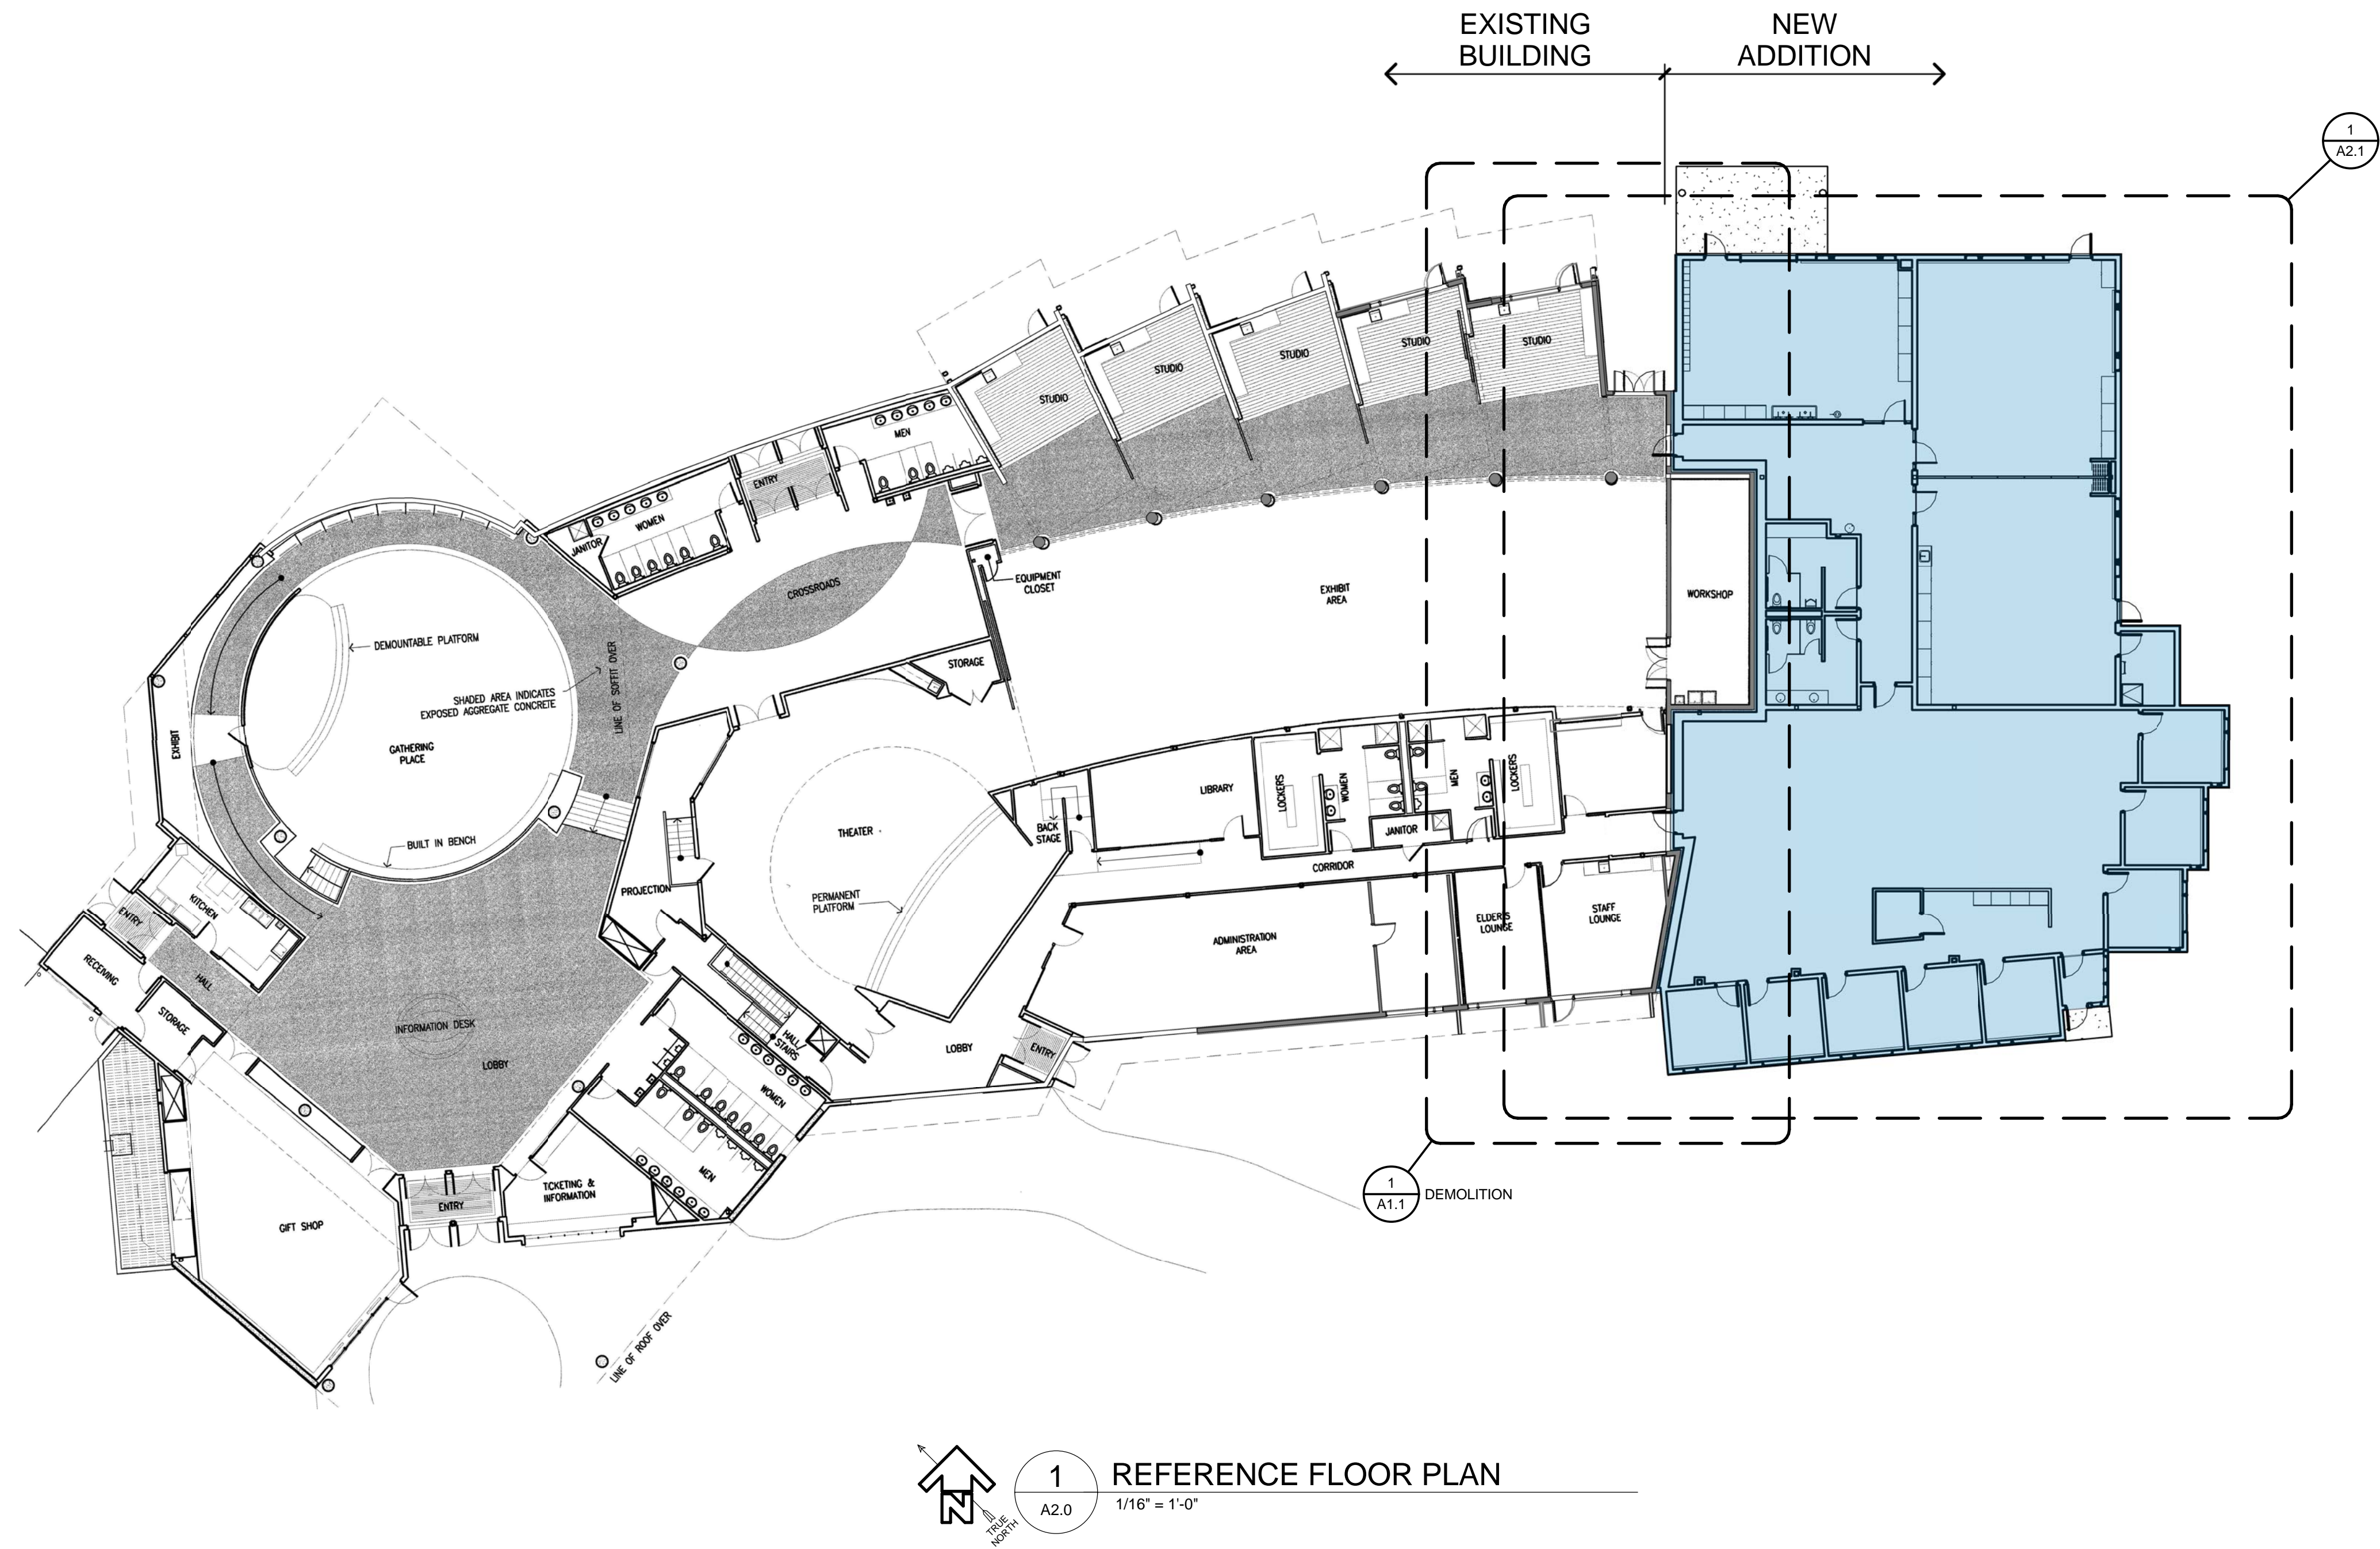 EXISTING
BUILDING
NEW
ADDITION
1
A2.1
STUDIO
STUDIO
STUDIO
STUDIO
STUDIO
MEN
ENTRY
WOMEN
JANITOR
CROSSROADS
EQUIPMENT
CLOSET
EXHIBIT
AREA
WORKSHOP
DEMOUNTABLE PLATFORM
SHADED AREA INDICATES
EXPOSED AGGREGATE CONCRETE
LINE OF SOFFIT OVER
STORAGE
EXHIBIT
GATHERING
PLACE
BUILT IN BENCH
THEATER
PERMANENT
PLATFORM
PROJECTION
BACK
STAGE
LIBRARY
LOCKERS
WOMEN
MEN
LOCKERS
JANITOR
CORRIDOR
ADMINISTRATION
AREA
ELDER'S
LOUNGE
STAFF
LOUNGE
KITCHEN
ENTRY
RECEIVING
HALL
STORAGE
INFORMATION DESK
LOBBY
HALL/
STAIRS
LOBBY
ENTRY
WOMEN
MEN
TICKETING &
INFORMATION
ENTRY
GIFT SHOP
LINE OF ROOF OVER
1
A1.1
DEMOLITION
N
TRUE
NORTH
1
A2.0
REFERENCE FLOOR PLAN
1/16" = 1'-0"